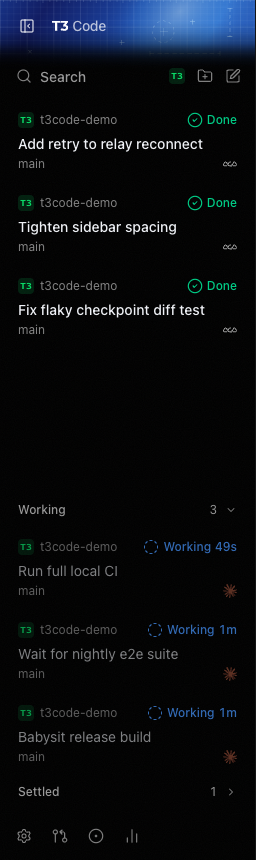 T3 Code
Search
T3
T3 t3code-demo Done
Add retry to relay reconnect
main
T3 t3code-demo Done
Tighten sidebar spacing
main
T3 t3code-demo Done
Fix flaky checkpoint diff test
main
Working 3
T3 t3code-demo Working 49s
Run full local CI
main
T3 t3code-demo Working 1m
Wait for nightly e2e suite
main
T3 t3code-demo Working 1m
Babysit release build
main
Settled 1